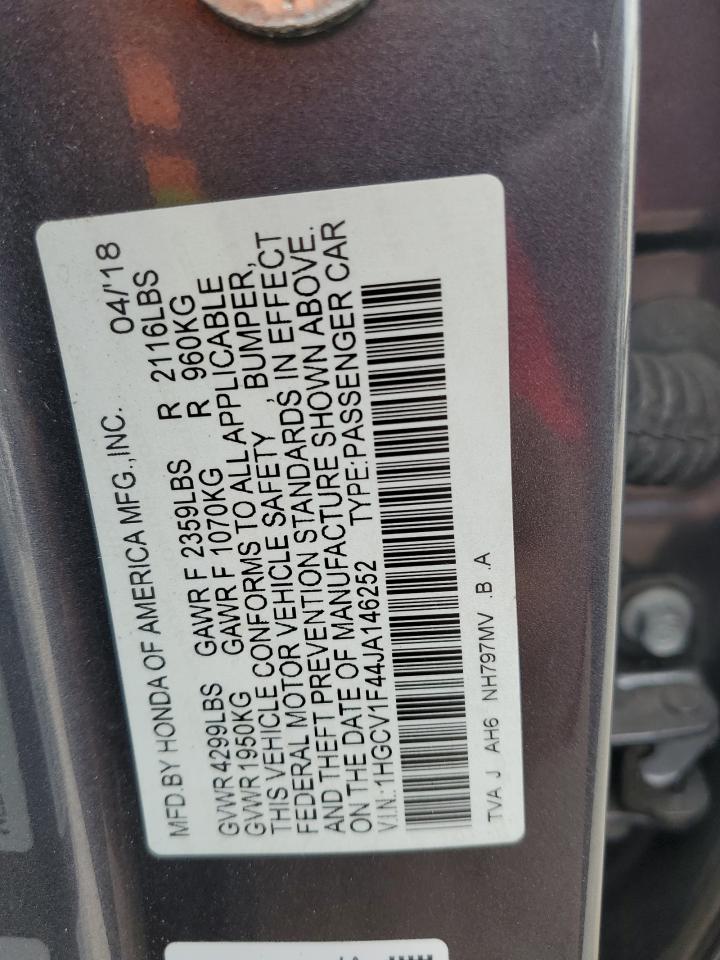 MFD.BY HONDA OF AMERICA MFG.,INC. 04/'18
GVWR 4299LBS GAWR F 2359LBS R 2116LBS
GVWR 1950KG GAWR F 1070KG R 960KG
THIS VEHICLE CONFORMS TO ALL APPLICABLE
FEDERAL MOTOR VEHICLE SAFETY , BUMPER,
AND THEFT PREVENTION STANDARDS, IN EFFECT
ON THE DATE OF MANUFACTURE SHOWN ABOVE.
V.I.N.:1HGCV1F44JA146252 TYPE:PASSENGER CAR
TVA J AH6 NH797MV .B .A